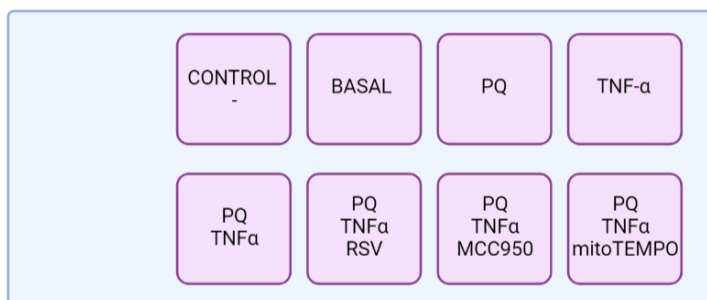 CONTROL
-
BASAL
PQ
TNF-α
PQ
TNFα
PQ
TNFα
RSV
PQ
TNFα
MCC950
PQ
TNFα
mitoTEMPO